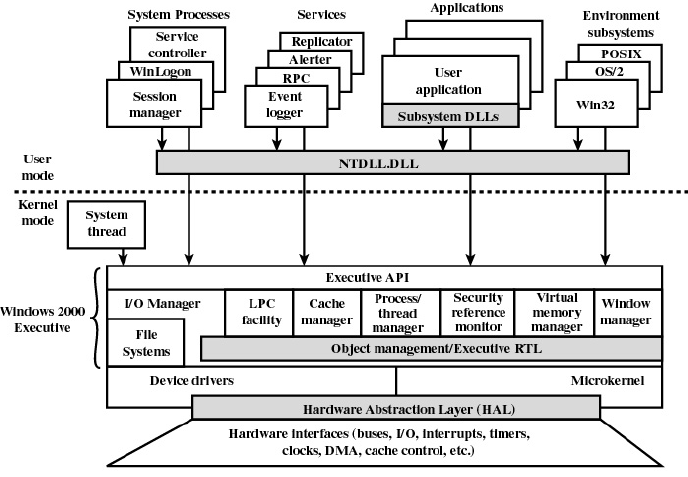 System Processes
Services
Applications
Environment
subsystems
Service
controller
WinLogon
Session
manager
Replicator
Alerter
RPC
Event
logger
User
application
Subsystem DLLs
POSIX
OS/2
Win32
User
mode
NTDLL.DLL
Kernel
mode
System
thread
Windows 2000
Executive
Executive API
I/O Manager
File
Systems
LPC
facility
Cache
manager
Process/
thread
manager
Security
reference
monitor
Virtual
memory
manager
Window
manager
Object management/Executive RTL
Device drivers
Microkernel
Hardware Abstraction Layer (HAL)
Hardware interfaces (buses, I/O, interrupts, timers,
clocks, DMA, cache control, etc.)